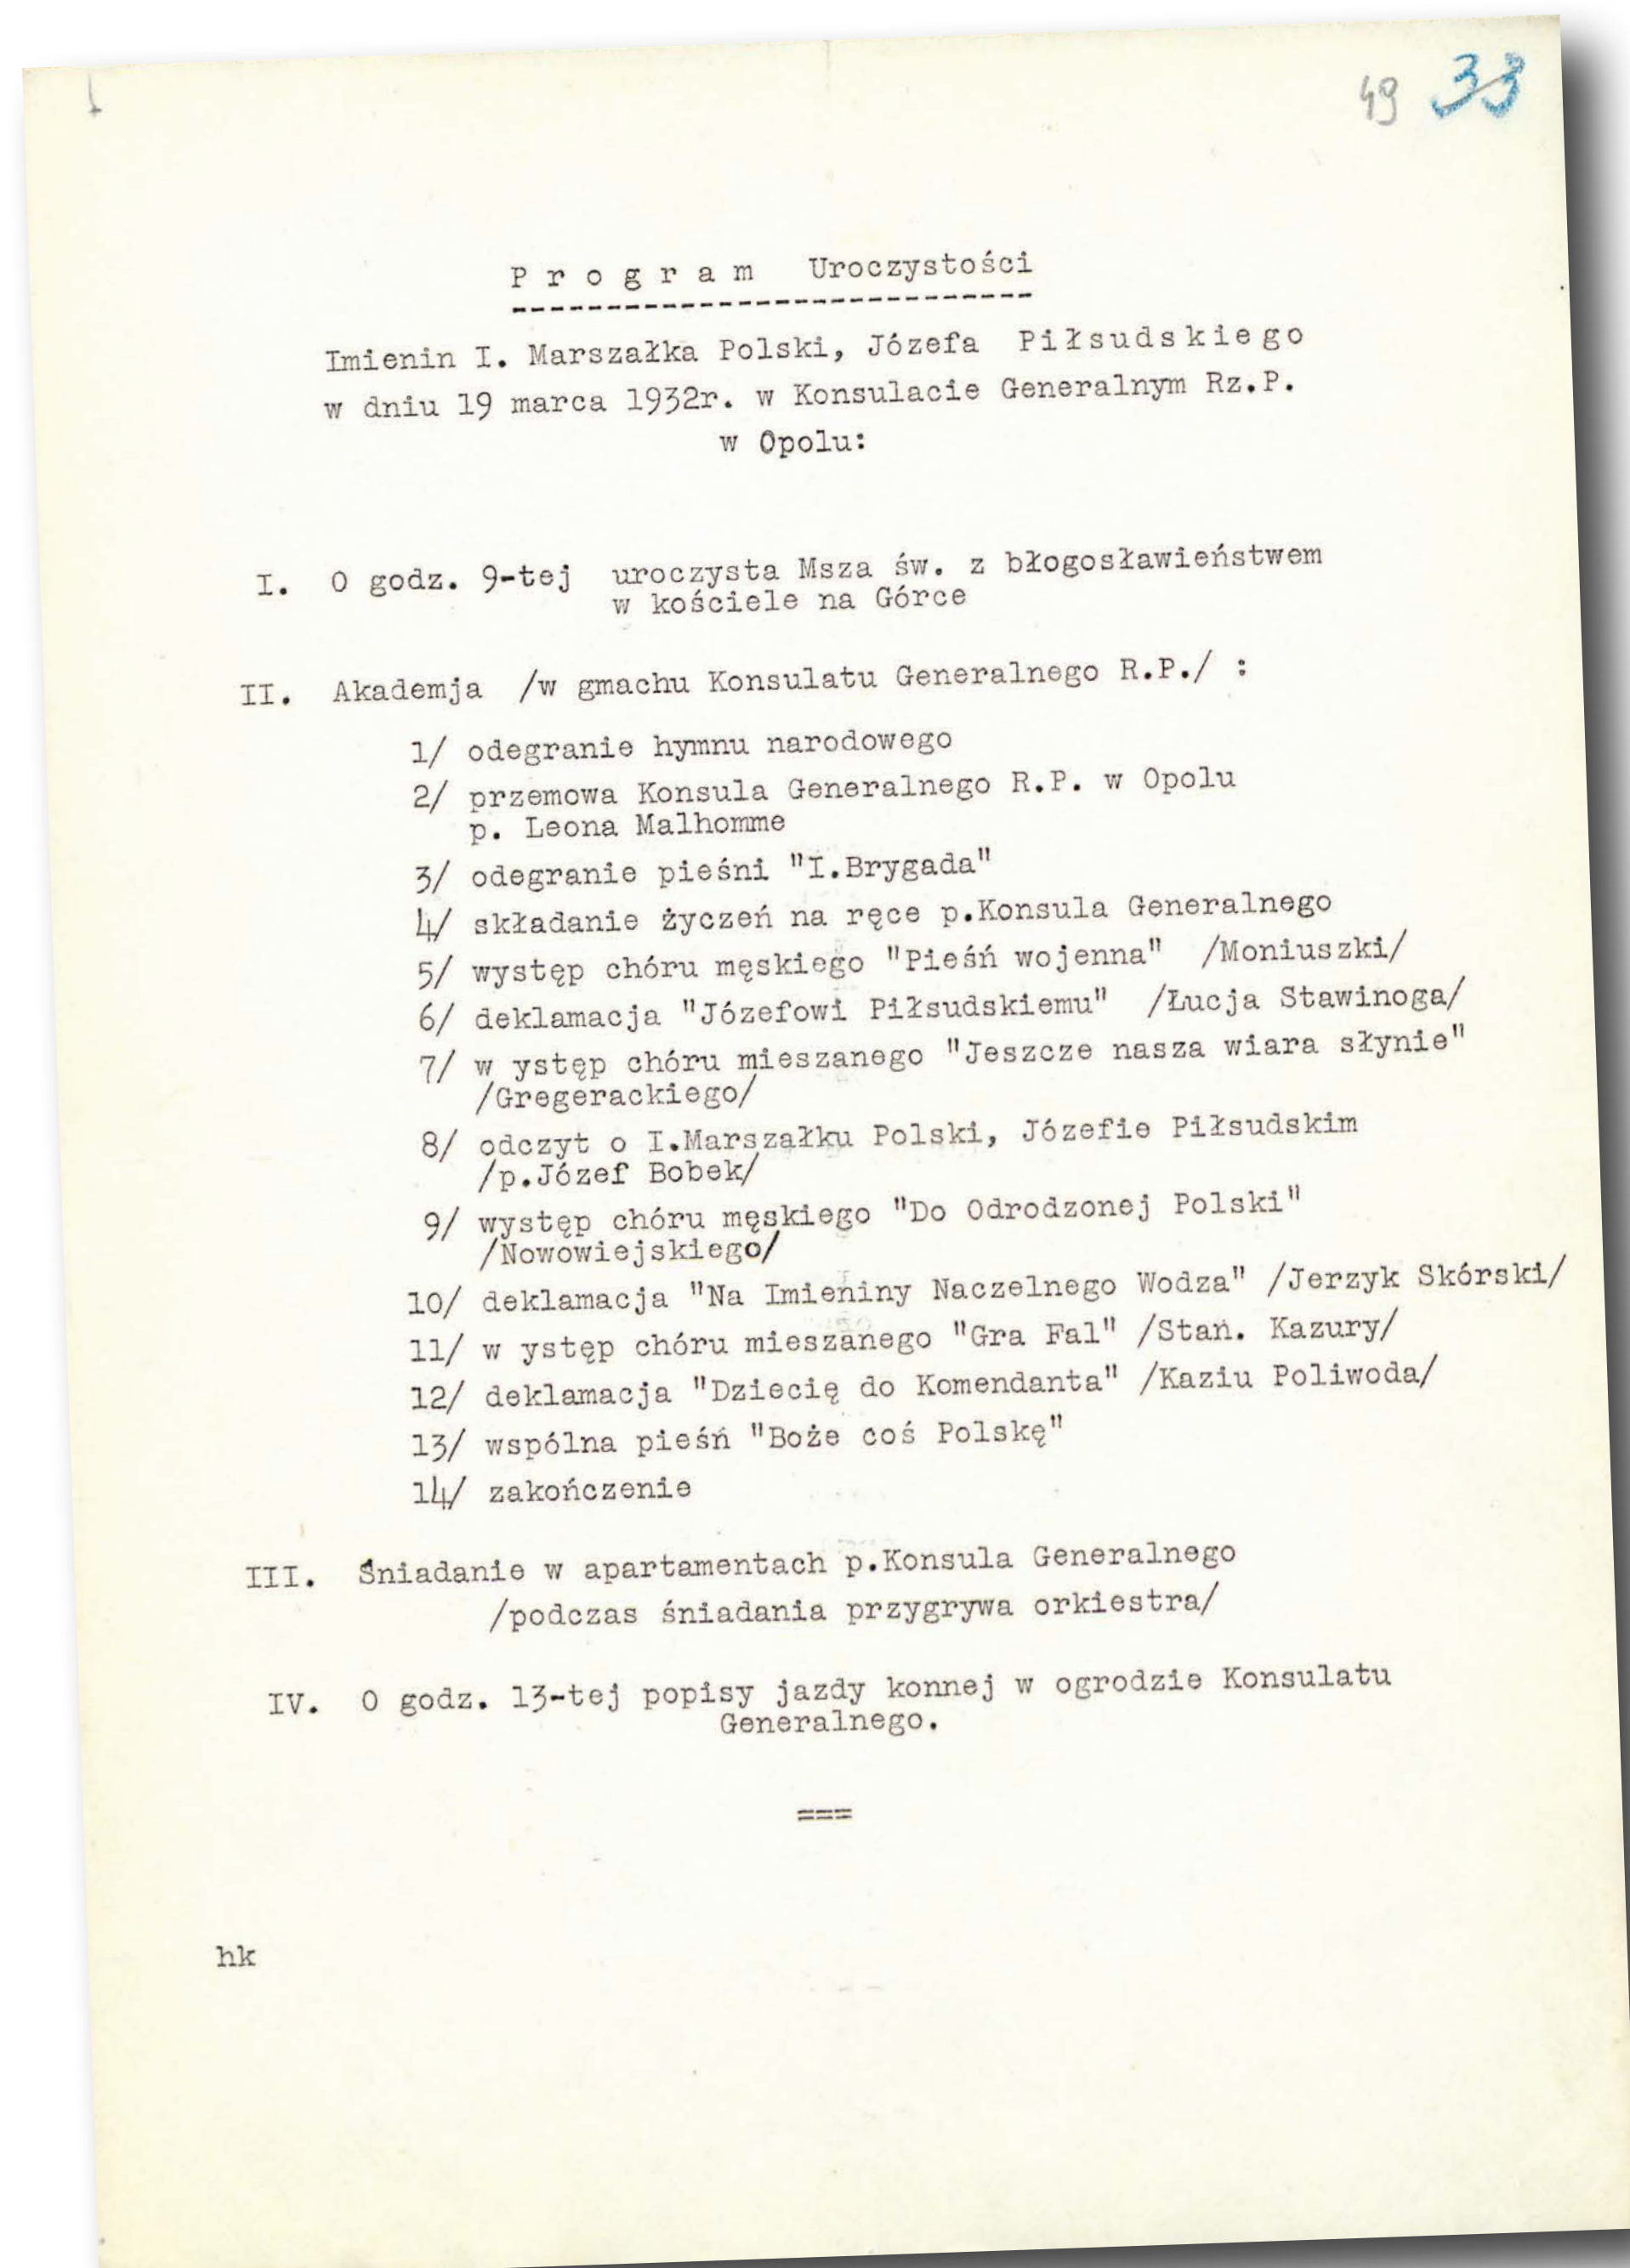 49 33
P r o g r a m Uroczystości
Imienin I. Marszałka Polski, Józefa Piłsudskiego
w dniu 19 marca 1932r. w Konsulacie Generalnym Rz.P.
w Opolu:
I. O godz. 9-tej uroczysta Msza św. z błogosławieństwem
w kościele na Górce
II. Akademja /w gmachu Konsulatu Generalnego R.P./ :
1/ odegranie hymnu narodowego
2/ przemowa Konsula Generalnego R.P. w Opolu
p. Leona Malhomme
3/ odegranie pieśni "I.Brygada"
4/ składanie życzeń na ręce p.Konsula Generalnego
5/ występ chóru męskiego "Pieśń wojenna" /Moniuszki/
6/ deklamacja "Józefowi Piłsudskiemu" /Łucja Stawinoga/
7/ w ystęp chóru mieszanego "Jeszcze nasza wiara słynie"
/Gregerackiego/
8/ odczyt o I.Marszałku Polski, Józefie Piłsudskim
/p.Józef Bobek/
9/ występ chóru męskiego "Do Odrodzonej Polski"
/Nowowiejskiego/
10/ deklamacja "Na Imieniny Naczelnego Wodza" /Jerzyk Skórski/
11/ w ystęp chóru mieszanego "Gra Fal" /Stan. Kazury/
12/ deklamacja "Dziecię do Komendanta" /Kaziu Poliwoda/
13/ wspólna pieśń "Boże coś Polskę"
14/ zakończenie
III. Śniadanie w apartamentach p.Konsula Generalnego
/podczas śniadania przygrywa orkiestra/
IV. O godz. 13-tej popisy jazdy konnej w ogrodzie Konsulatu
Generalnego.
===
hk